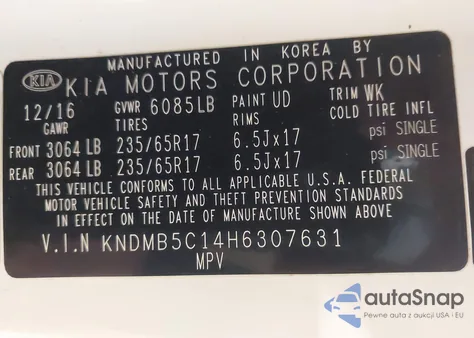 MANUFACTURED IN KOREA BY
KIA KIA MOTORS CORPORATION
12/16 GVWR 6085LB PAINT UD TRIM WK
GAWR TIRES RIMS COLD TIRE INFL
FRONT 3064 LB 235/65R17 6.5Jx17 psi SINGLE
REAR 3064 LB 235/65R17 6.5Jx17 psi SINGLE
THIS VEHICLE CONFORMS TO ALL APPLICABLE U.S.A. FEDERAL
MOTOR VEHICLE SAFETY AND THEFT PREVENTION STANDARDS
IN EFFECT ON THE DATE OF MANUFACTURE SHOWN ABOVE
V.I.N KNDMB5C14H6307631
MPV
autaSnap
Pewne auta z aukcji USA i EU